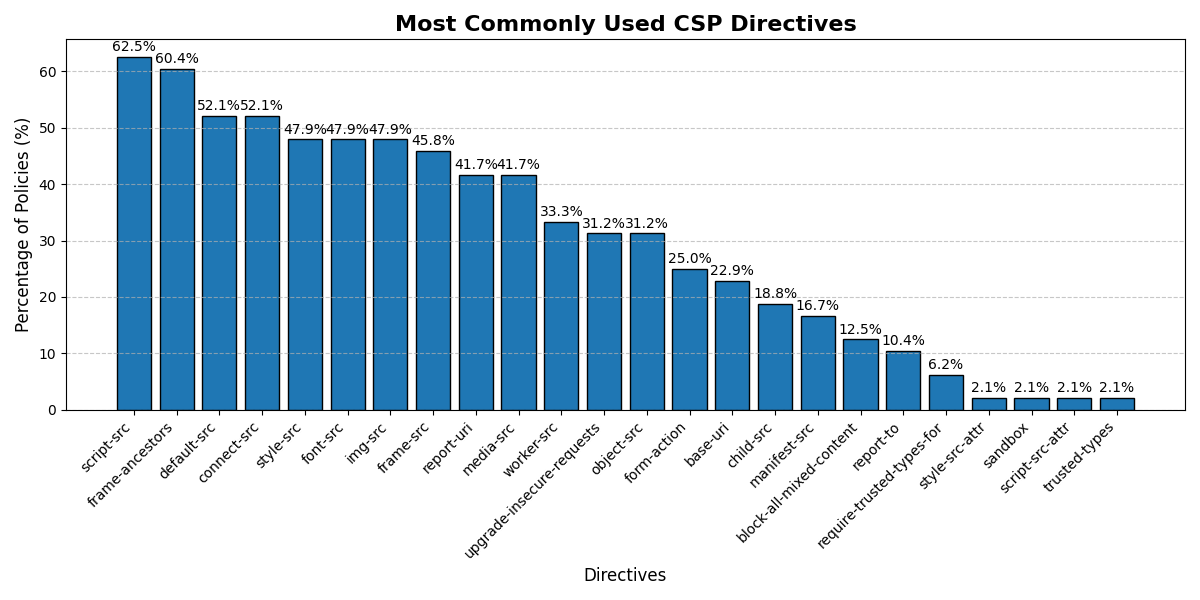 Most Commonly Used CSP Directives
Percentage of Policies (%)
60
50
40
30
20
10
0
62.5%
60.4%
52.1%
52.1%
47.9%
47.9%
47.9%
45.8%
41.7%
41.7%
33.3%
31.2%
31.2%
25.0%
22.9%
18.8%
16.7%
12.5%
10.4%
6.2%
2.1%
2.1%
2.1%
2.1%
script-src
frame-ancestors
default-src
connect-src
style-src
font-src
img-src
frame-src
report-uri
media-src
worker-src
upgrade-insecure-requests
object-src
form-action
base-uri
child-src
manifest-src
block-all-mixed-content
report-to
require-trusted-types-for
style-src-attr
sandbox
script-src-attr
trusted-types
Directives